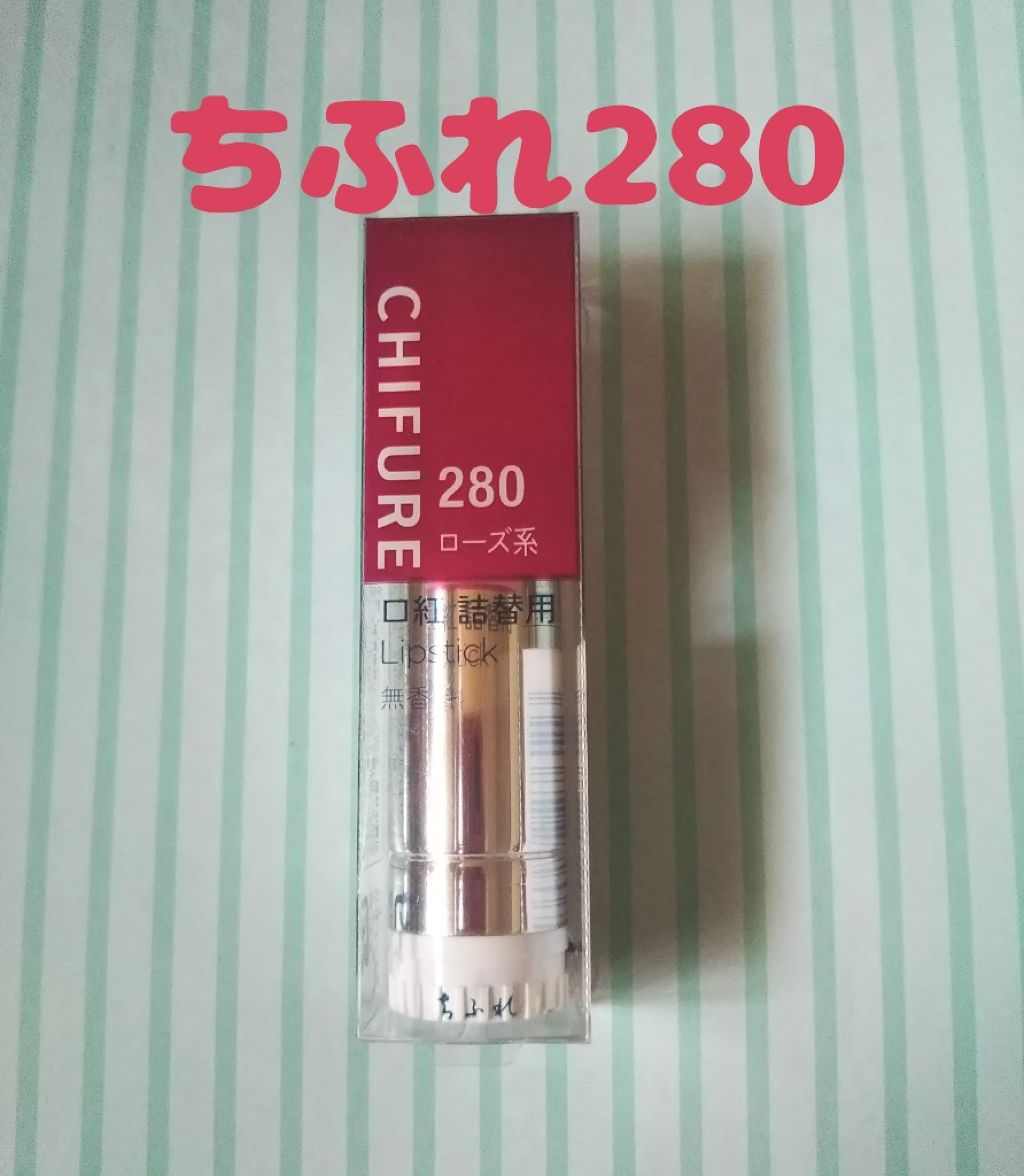 ちふれ280
CHIFURE
280
ローズ系
口紅 詰替用
Lipstick
無香料
ちふれ